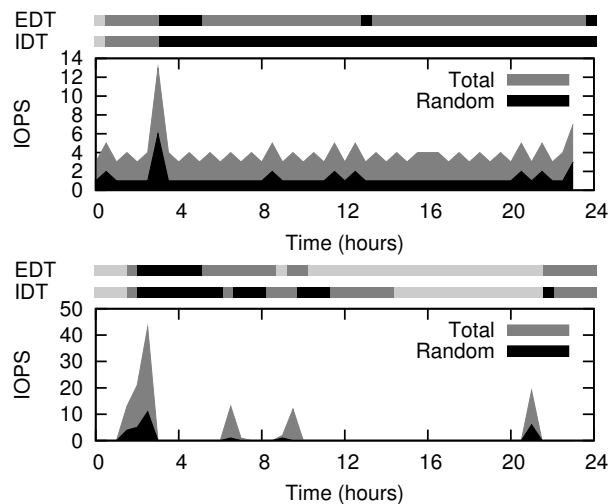 EDT
IDT
14
12
10
8
6
4
2
0
IOPS
Total
Random
0 4 8 12 16 20 24
Time (hours)
EDT
IDT
50
40
30
20
10
0
IOPS
Total
Random
0 4 8 12 16 20 24
Time (hours)